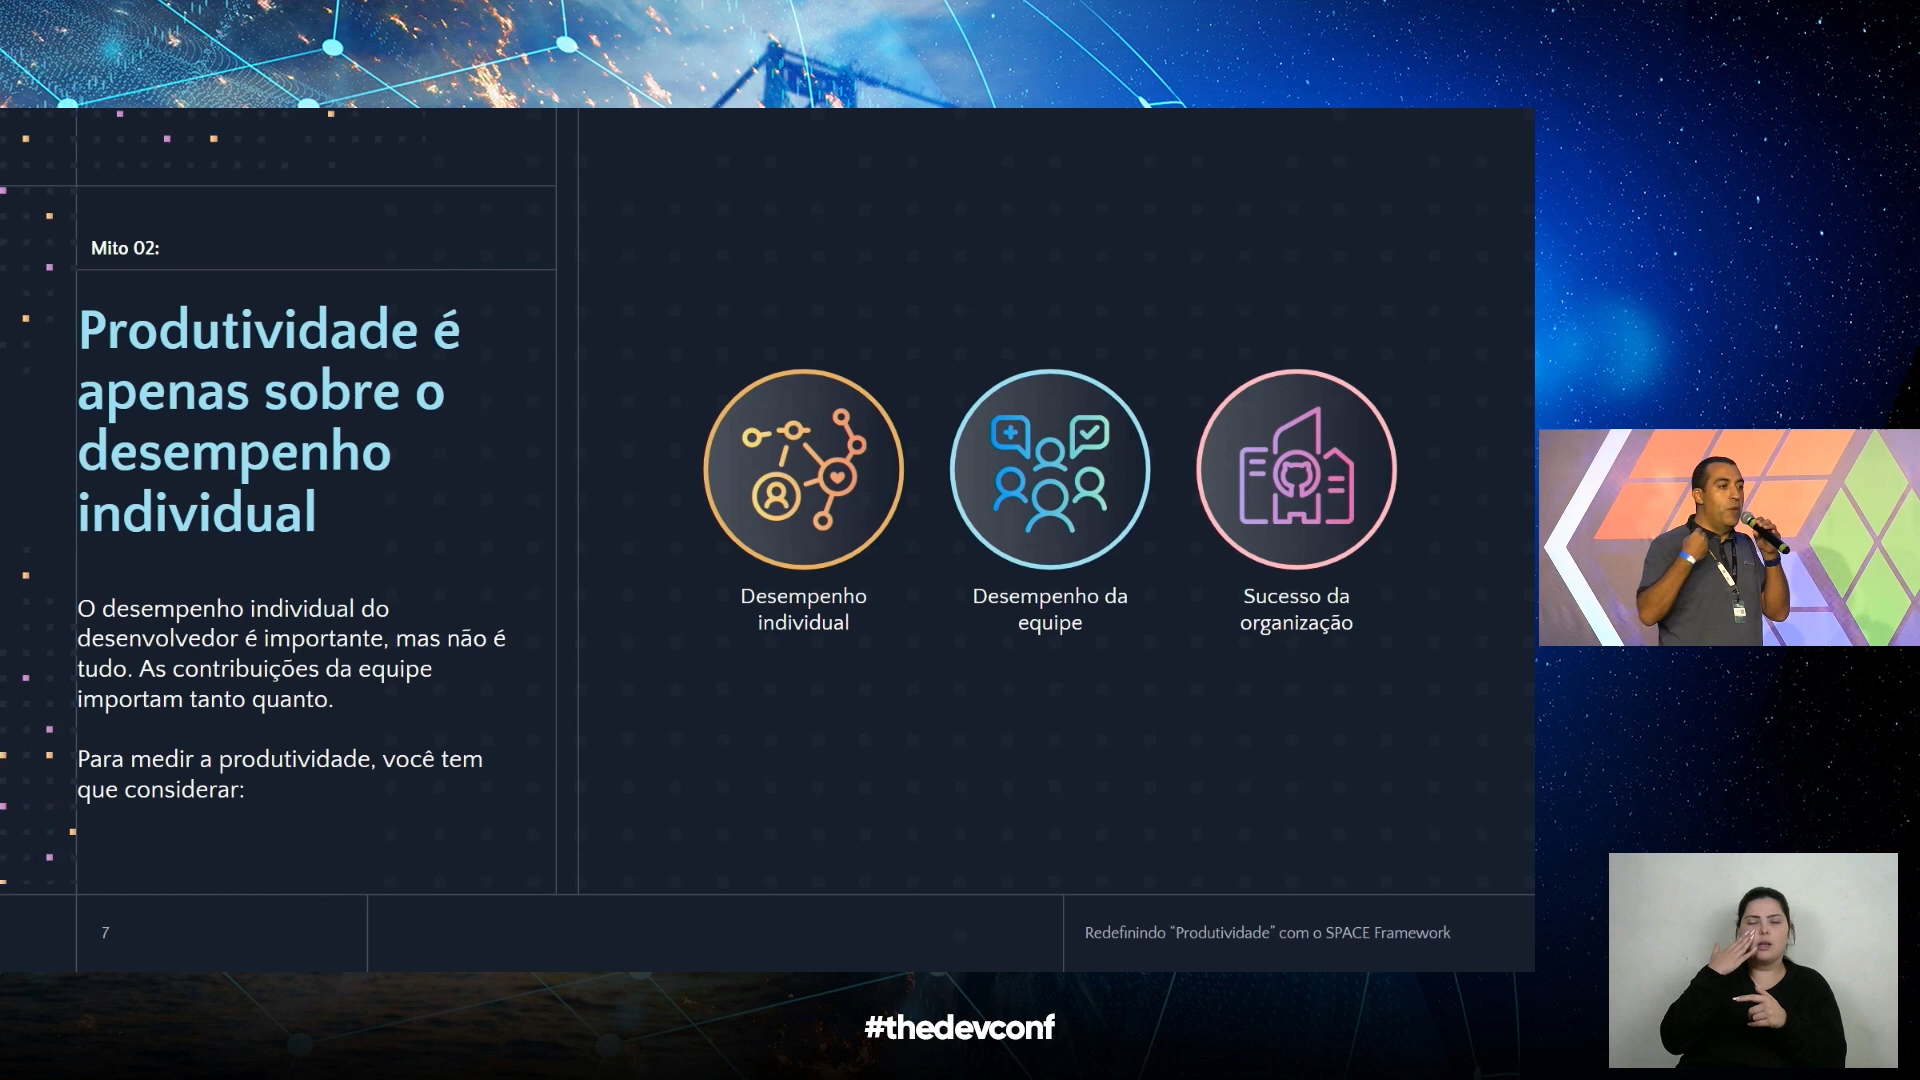 Mito 02:
Produtividade é
apenas sobre o
desempenho
individual
O desempenho individual do
desenvolvedor é importante, mas não é
tudo. As contribuições da equipe
importam tanto quanto.
Para medir a produtividade, você tem
que considerar:
Desempenho
individual
Desempenho da
equipe
Sucesso da
organização
7
Redefinindo “Produtividade” com o SPACE Framework
#thedevconf